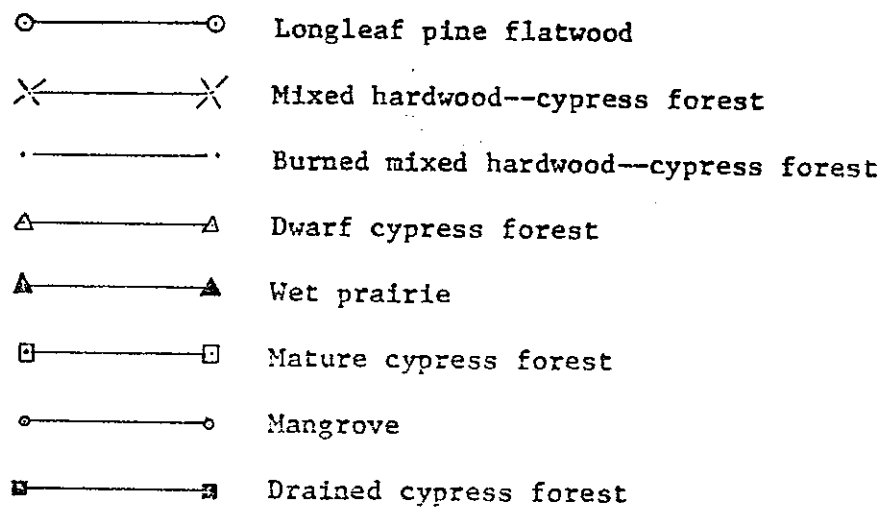 Longleaf pine flatwood
Mixed hardwood--cypress forest
Burned mixed hardwood--cypress forest
Dwarf cypress forest
Wet prairie
Mature cypress forest
Mangrove
Drained cypress forest